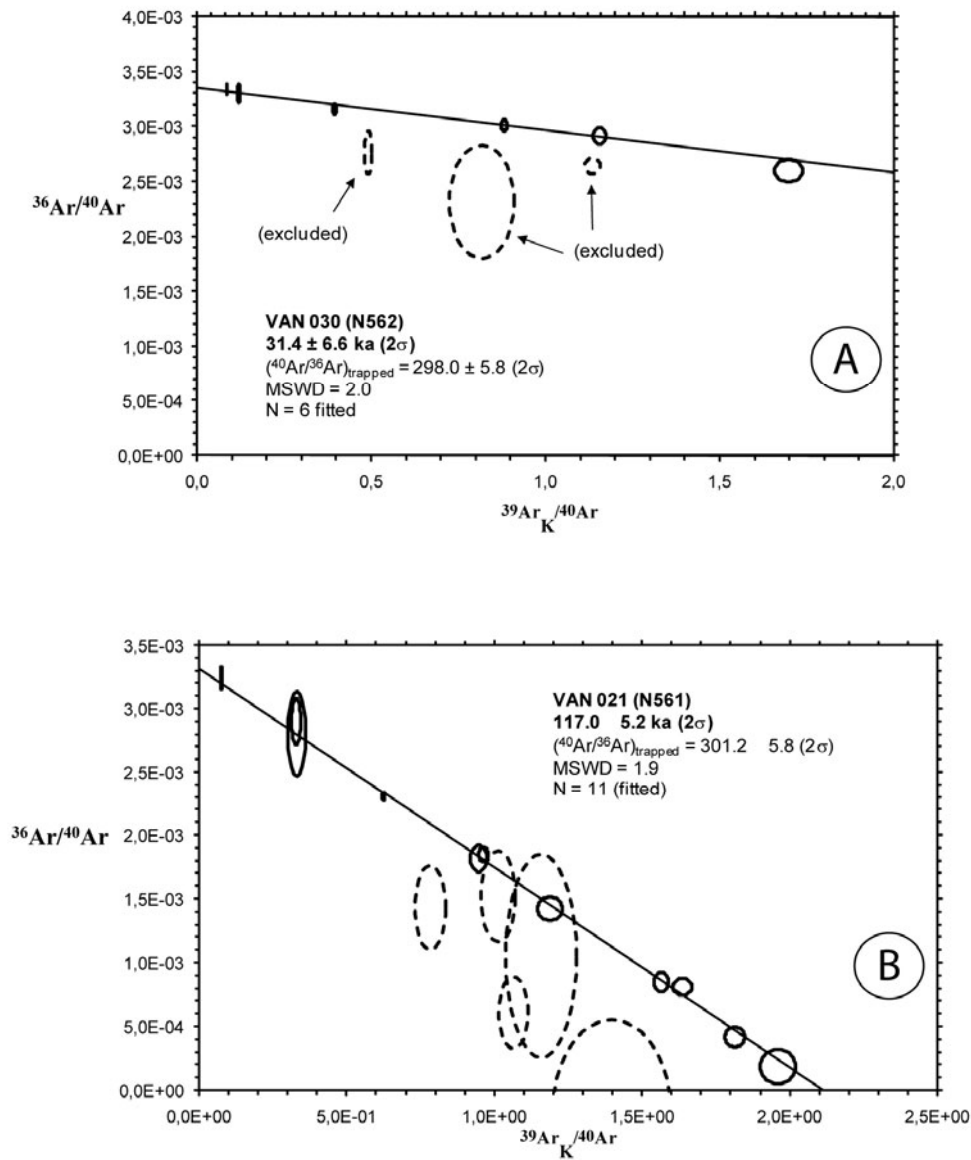 4,0E-03
3,5E-03
3,0E-03
2,5E-03
2,0E-03
1,5E-03
1,0E-03
5,0E-04
0,0E+00
³⁶Ar/⁴⁰Ar
(excluded)
(excluded)
VAN 030 (N562)
31.4 ± 6.6 ka (2σ)
(⁴⁰Ar/³⁶Ar)trapped = 298.0 ± 5.8 (2σ)
MSWD = 2.0
N = 6 fitted
A
0,0 0,5 1,0 1,5 2,0
³⁹ArK/⁴⁰Ar
3,5E-03
3,0E-03
2,5E-03
2,0E-03
1,5E-03
1,0E-03
5,0E-04
0,0E+00
³⁶Ar/⁴⁰Ar
VAN 021 (N561)
117.0 5.2 ka (2σ)
(⁴⁰Ar/³⁶Ar)trapped = 301.2 5.8 (2σ)
MSWD = 1.9
N = 11 (fitted)
B
0,0E+00 5,0E-01 1,0E+00 1,5E+00 2,0E+00 2,5E+00
³⁹ArK/⁴⁰Ar